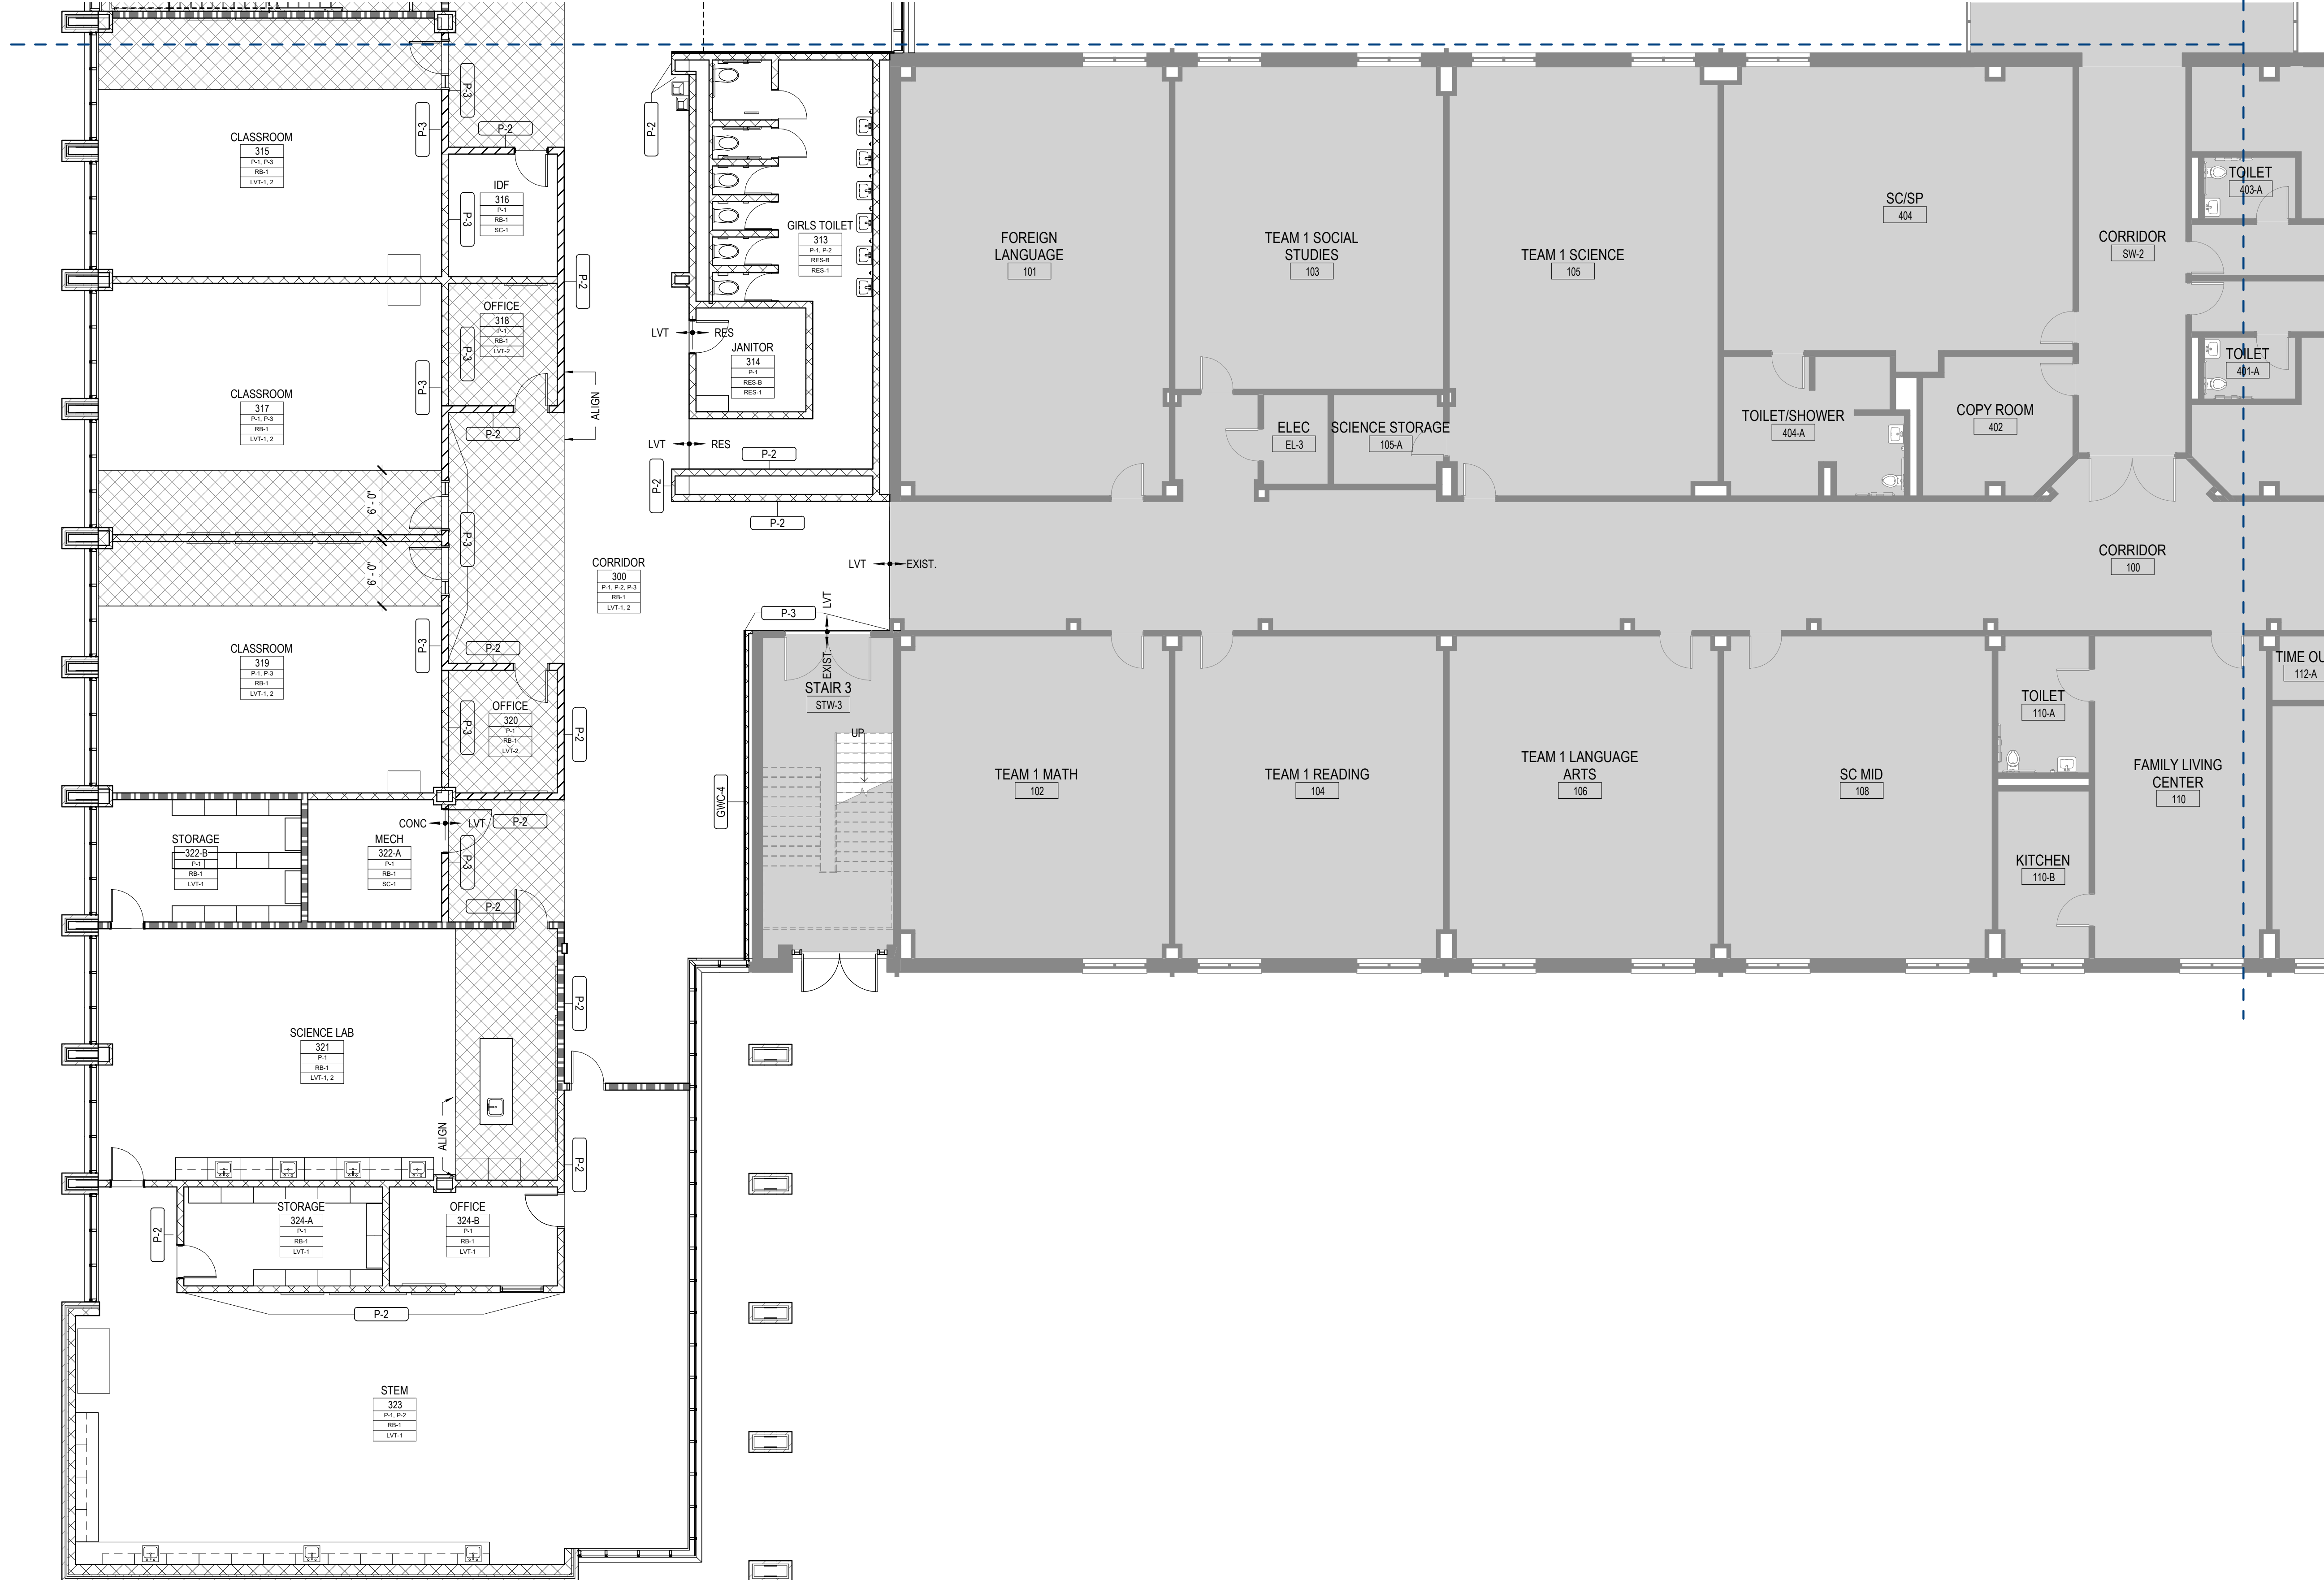 CLASSROOM
315
P-1, P-3
RB-1
LVT-1, 2
P-3
P-3
P-2
IDF
316
P-1
RB-1
SC-1
P-3
P-2
OFFICE
318
P-1
RB-1
LVT-2
P-3
CLASSROOM
317
P-1, P-3
RB-1
LVT-1, 2
P-3
P-2
ALIGN
6' - 0"
6' - 0"
P-3
CLASSROOM
319
P-1, P-3
RB-1
LVT-1, 2
P-3
P-2
OFFICE
320
P-1
RB-1
LVT-2
P-3
P-2
CORRIDOR
300
P-1, P-2, P-3
RB-1
LVT-1, 2
P-2
GIRLS TOILET
313
P-1, P-2
RES-B
RES-1
LVT
RES
JANITOR
314
P-1
RES-B
RES-1
LVT
RES
P-2
P-2
P-2
LVT
EXIST.
P-3
LVT
EXIST.
STAIR 3
STW-3
UP
GWC-4
STORAGE
322-B
P-1
RB-1
LVT-1
MECH
322-A
P-1
RB-1
SC-1
CONC
LVT
P-2
P-3
P-2
SCIENCE LAB
321
P-1
RB-1
LVT-1, 2
P-2
ALIGN
P-2
P-2
STORAGE
324-A
P-1
RB-1
LVT-1
OFFICE
324-B
P-1
RB-1
LVT-1
P-2
STEM
323
P-1, P-2
RB-1
LVT-1
FOREIGN
LANGUAGE
101
TEAM 1 SOCIAL
STUDIES
103
TEAM 1 SCIENCE
105
SC/SP
404
CORRIDOR
SW-2
TOILET
403-A
TOILET
401-A
ELEC
EL-3
SCIENCE STORAGE
105-A
TOILET/SHOWER
404-A
COPY ROOM
402
CORRIDOR
100
TEAM 1 MATH
102
TEAM 1 READING
104
TEAM 1 LANGUAGE
ARTS
106
SC MID
108
TOILET
110-A
KITCHEN
110-B
FAMILY LIVING
CENTER
110
TIME OU
112-A